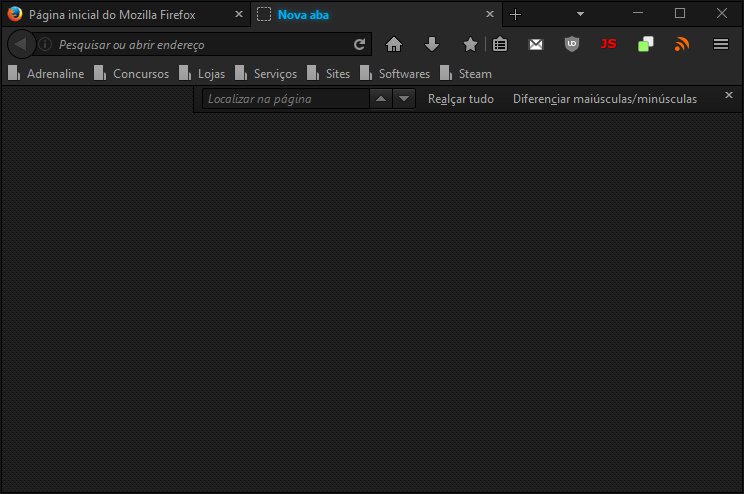 Página inicial do Mozilla Firefox Nova aba
Pesquisar ou abrir endereço JS
Adrenaline Concursos Lojas Serviços Sites Softwares Steam
Localizar na página Realçar tudo Diferenciar maiúsculas/minúsculas